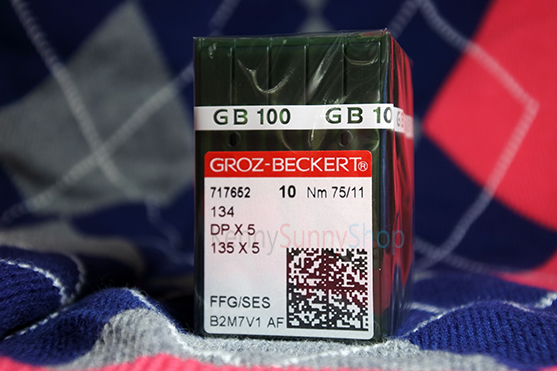 GB 100 GB 10
GROZ-BECKERT®
717652 10 Nm 75/11
134
DP X 5
KennySunnyShop
135 X 5
FFG/SES
B2M7V1 AF